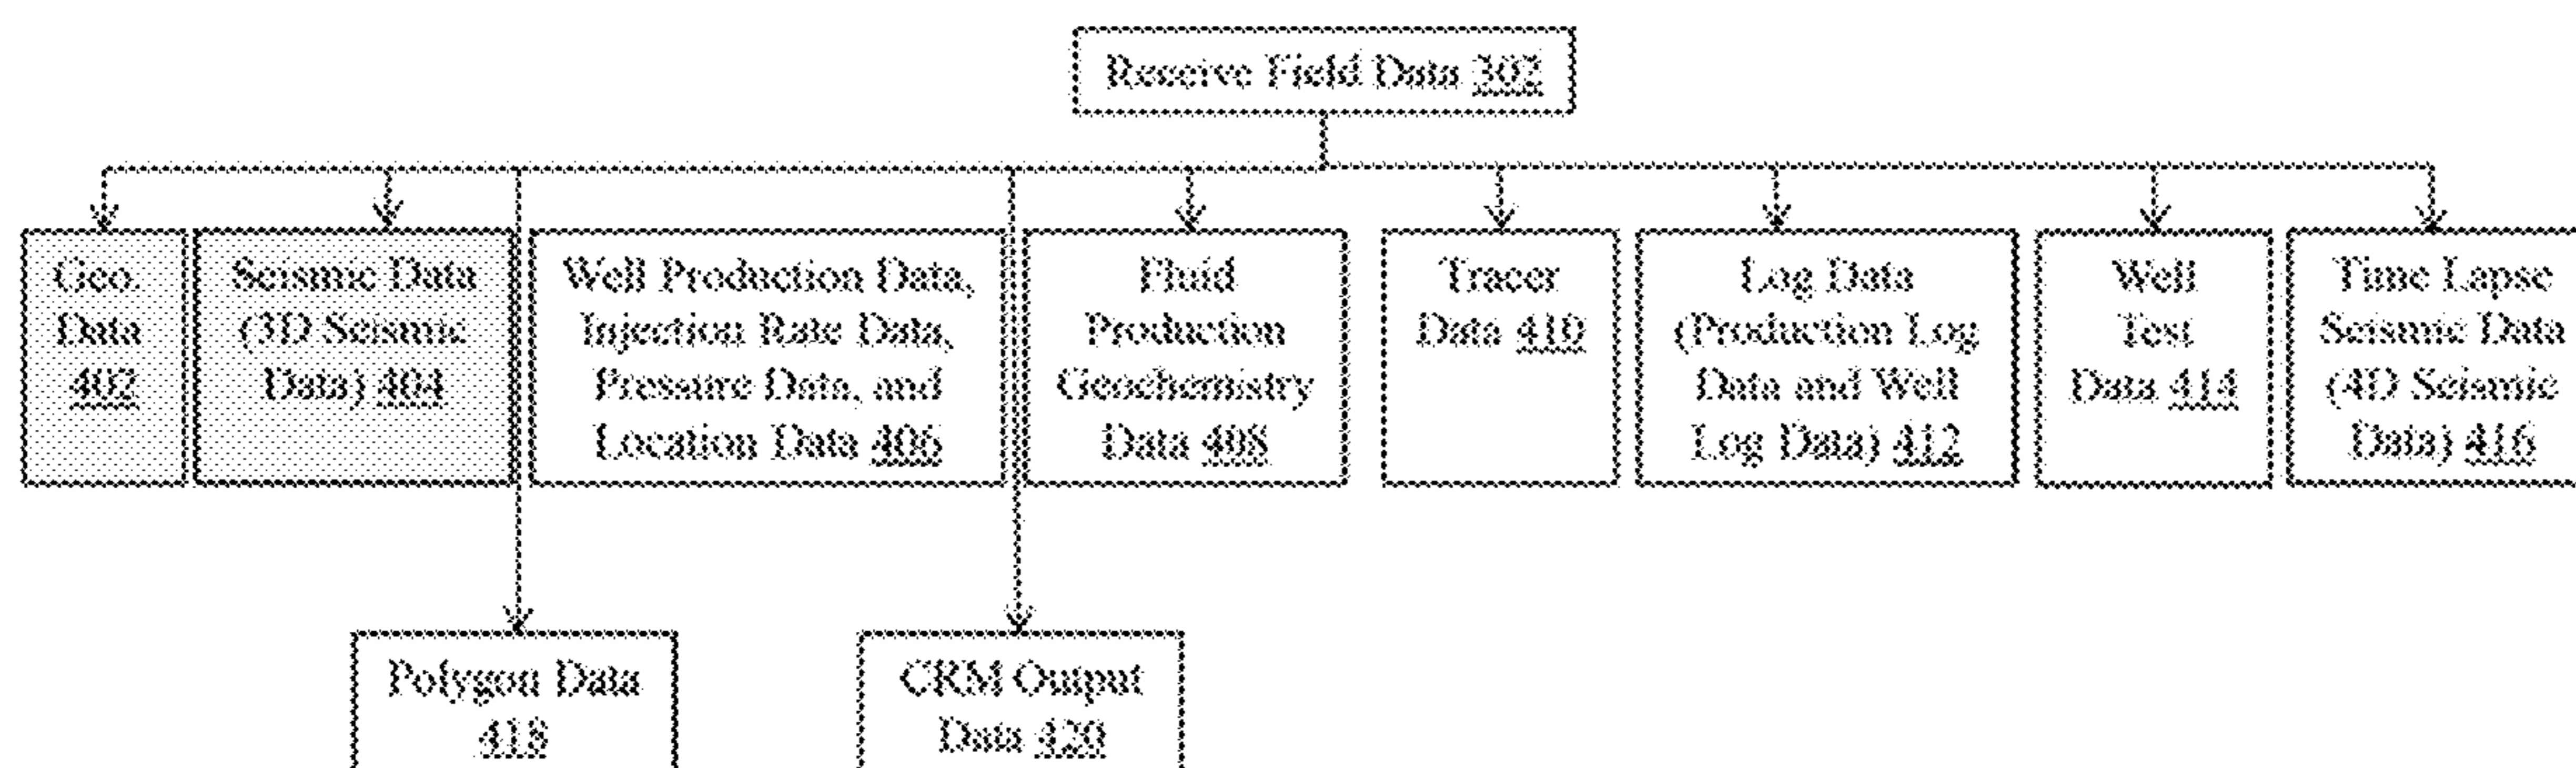 Reserve Field Data 302
Geo.
Data
402
Seismic Data
(3D Seismic
Data) 404
Well Production Data,
Injection Rate Data,
Pressure Data, and
Location Data 406
Fluid
Production
Geochemistry
Data 408
Tracer
Data 410
Log Data
(Production Log
Data and Well
Log Data) 412
Well
Test
Data 414
Time Lapse
Seismic Data
(4D Seismic
Data) 416
Polygon Data
418
CRM Output
Data 420